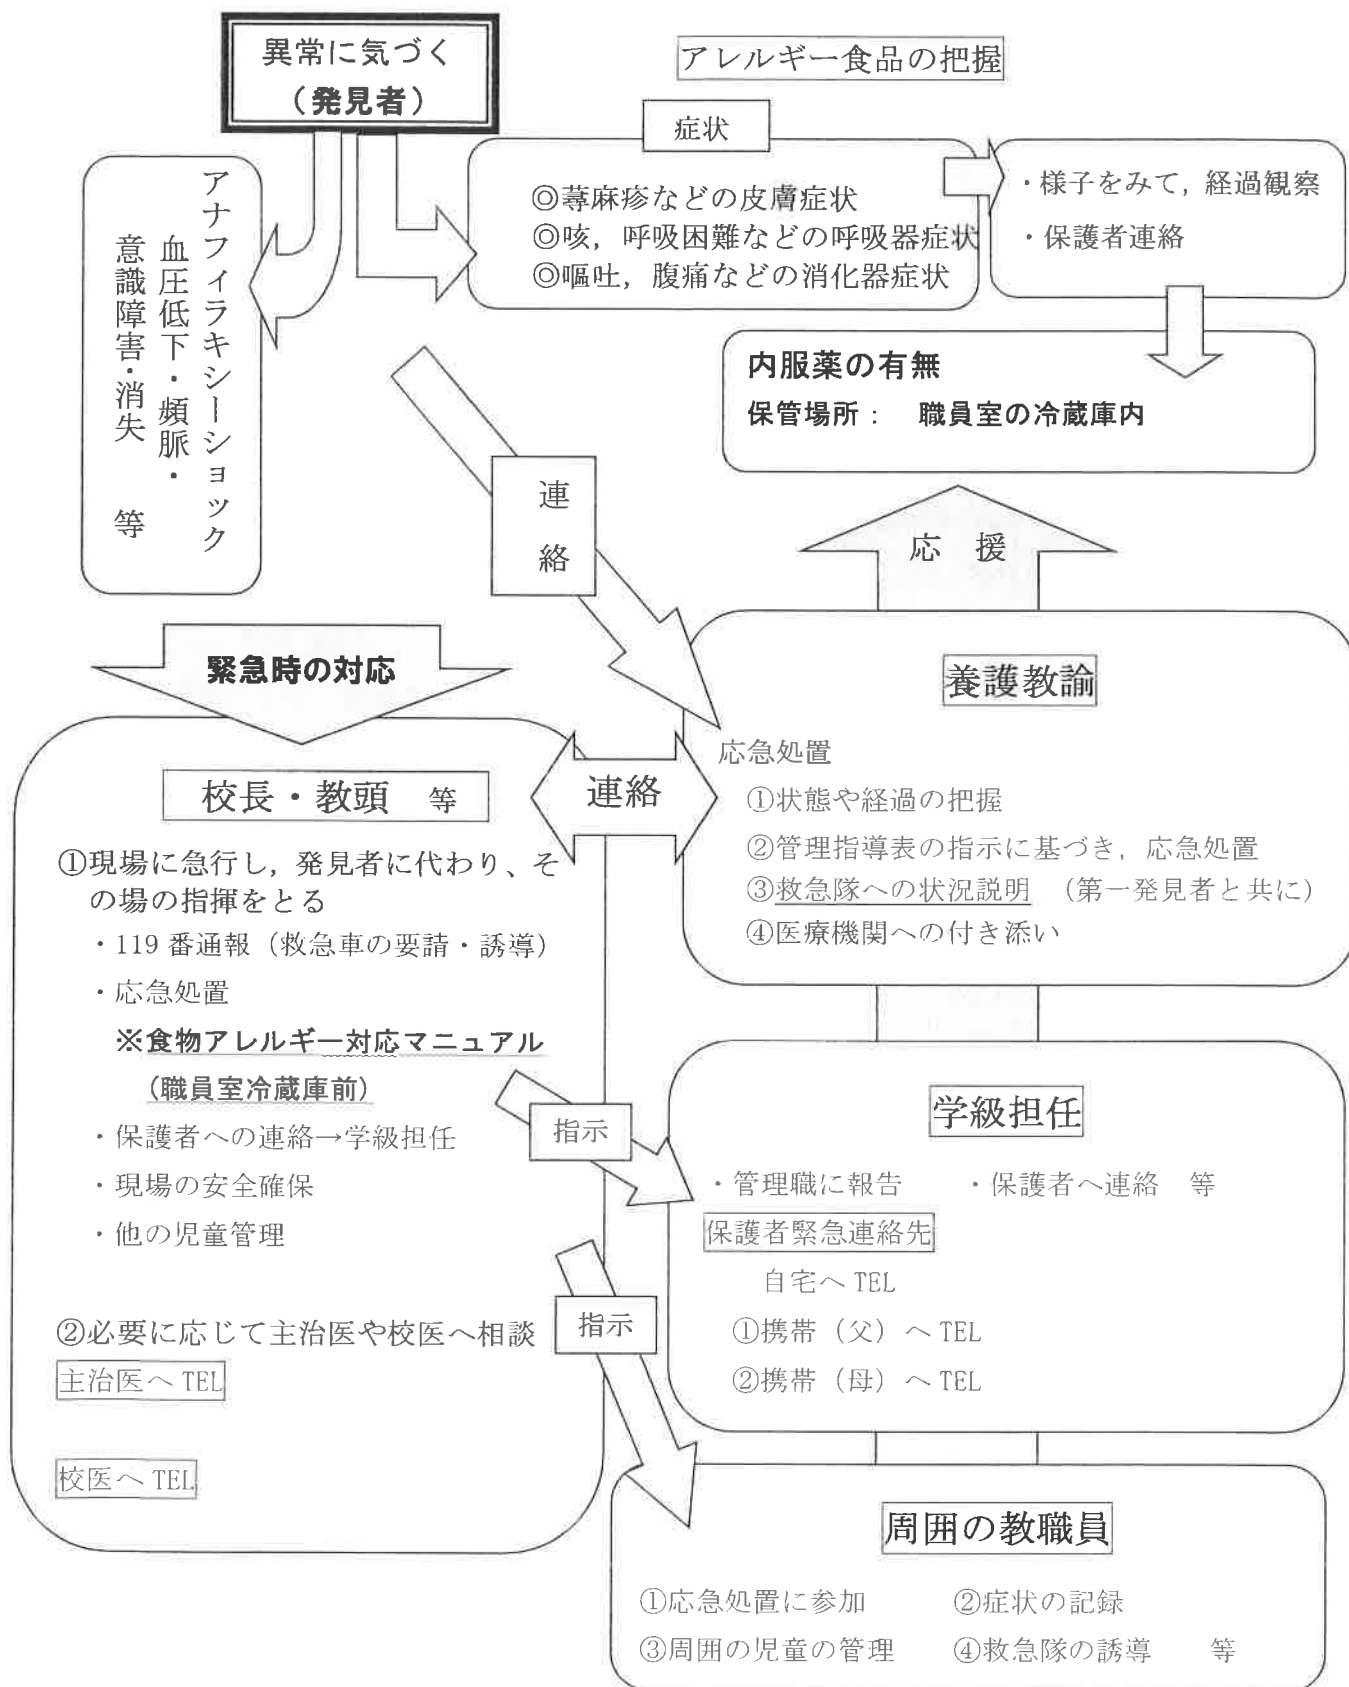 異常に気づく
（発見者）
アレルギー食品の把握
症状
◎蕁麻疹などの皮膚症状
◎咳，呼吸困難などの呼吸器症状
◎嘔吐，腹痛などの消化器症状
・様子をみて，経過観察
・保護者連絡
アナフィラキシーショック
血圧低下・頻脈・
意識障害・消失　等
内服薬の有無
保管場所：　職員室の冷蔵庫内
連
絡
応　援
緊急時の対応
養護教諭
応急処置
①状態や経過の把握
②管理指導表の指示に基づき，応急処置
③救急隊への状況説明　（第一発見者と共に）
④医療機関への付き添い
連絡
校長・教頭　等
①現場に急行し，発見者に代わり、そ
の場の指揮をとる
・119 番通報（救急車の要請・誘導）
・応急処置
※食物アレルギー対応マニュアル
（職員室冷蔵庫前）
・保護者への連絡→学級担任
・現場の安全確保
・他の児童管理
②必要に応じて主治医や校医へ相談
主治医へ TEL
校医へ TEL
指示
指示
学級担任
・管理職に報告　　・保護者へ連絡　等
保護者緊急連絡先
自宅へ TEL
①携帯（父）へ TEL
②携帯（母）へ TEL
周囲の教職員
①応急処置に参加　　②症状の記録
③周囲の児童の管理　　④救急隊の誘導　　等